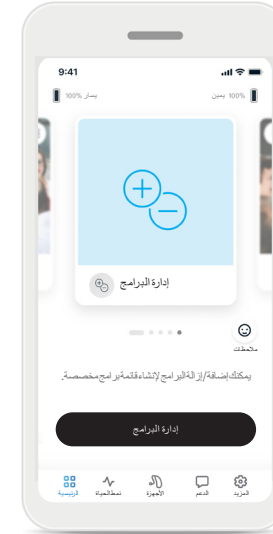 9:41
100% يمين
يسار 100%
إدارة البرامج
ملاحظات
يمكنك إضافة/إزالة البرامج لإنشاء قائمة برامج مخصصة.
إدارة البرامج
المزيد
الدعم
الأجهزة
نمط الحياة
الرئيسية